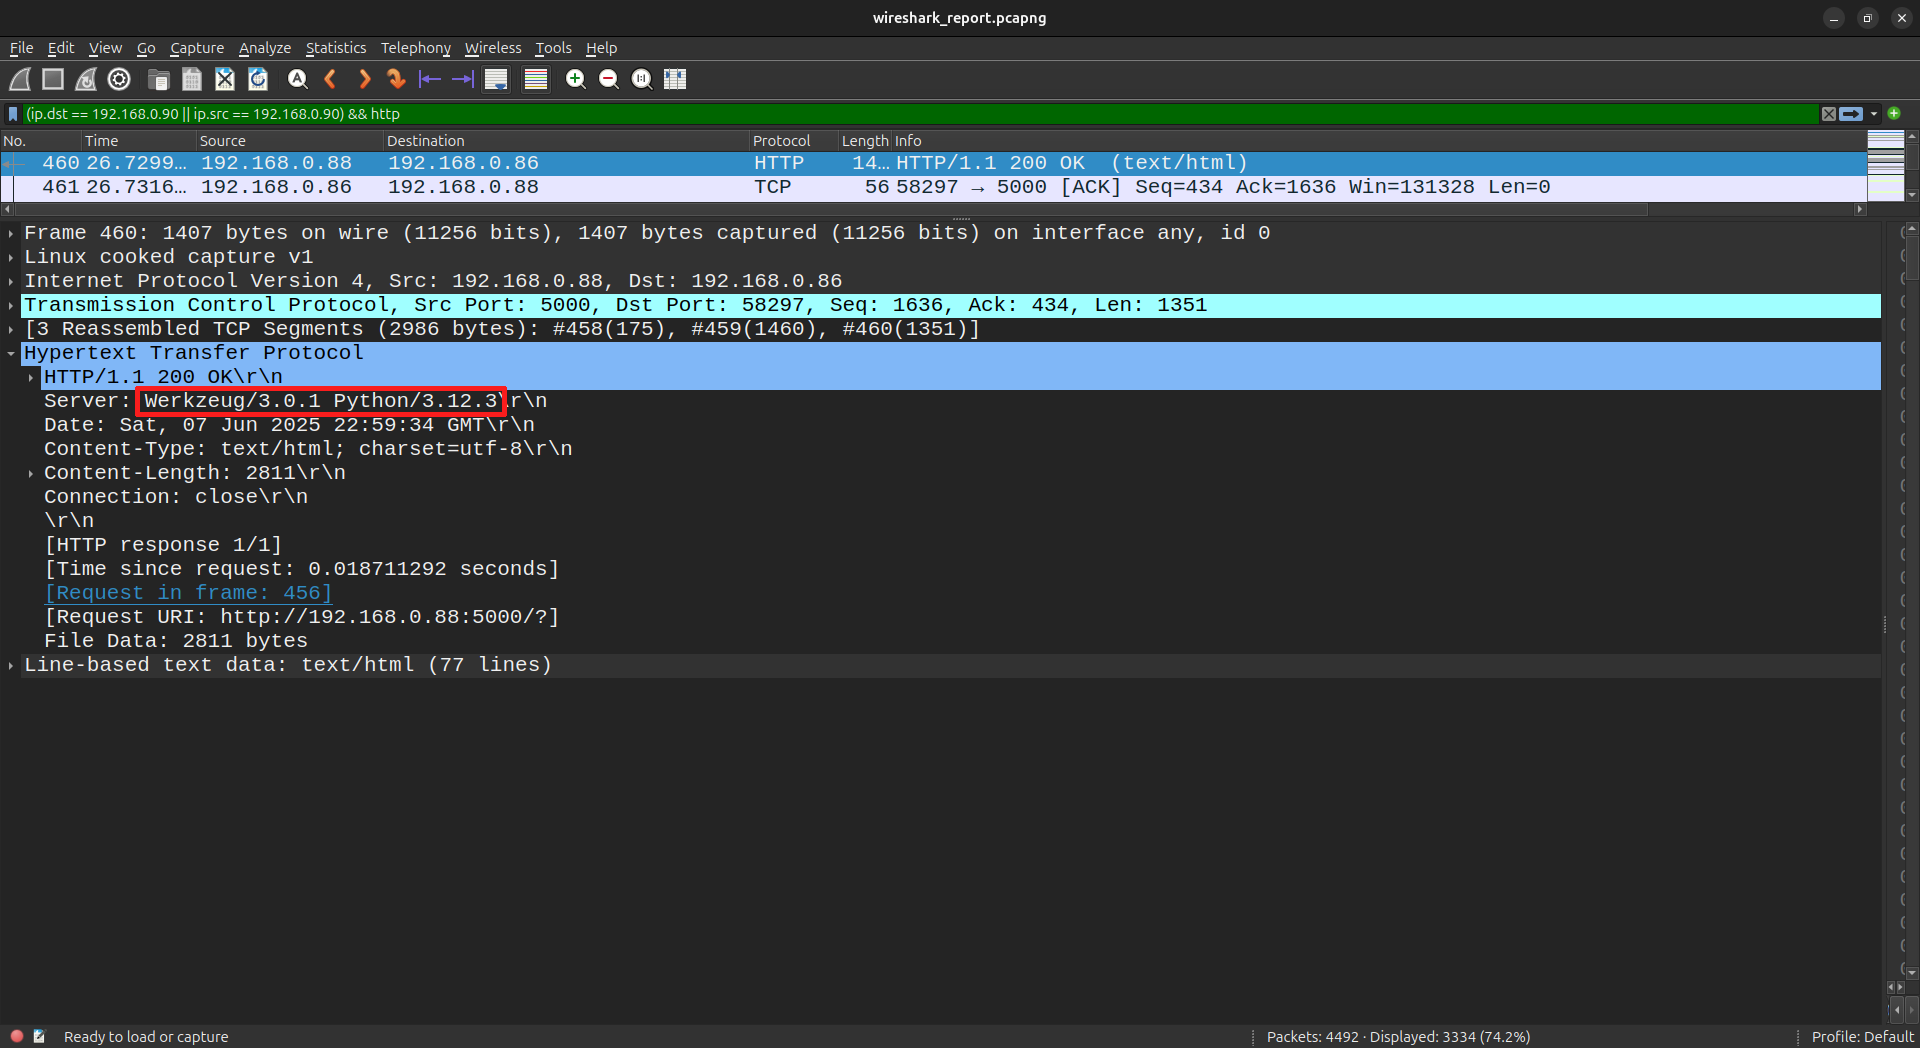 wireshark_report.pcapng
File Edit View Go Capture Analyze Statistics Telephony Wireless Tools Help
(ip.dst == 192.168.0.90 || ip.src == 192.168.0.90) && http
No. Time Source Destination Protocol Length Info
460 26.7299… 192.168.0.88 192.168.0.86 HTTP 14… HTTP/1.1 200 OK  (text/html)
461 26.7316… 192.168.0.86 192.168.0.88 TCP 56 58297 → 5000 [ACK] Seq=434 Ack=1636 Win=131328 Len=0
Frame 460: 1407 bytes on wire (11256 bits), 1407 bytes captured (11256 bits) on interface any, id 0
Linux cooked capture v1
Internet Protocol Version 4, Src: 192.168.0.88, Dst: 192.168.0.86
Transmission Control Protocol, Src Port: 5000, Dst Port: 58297, Seq: 1636, Ack: 434, Len: 1351
[3 Reassembled TCP Segments (2986 bytes): #458(175), #459(1460), #460(1351)]
Hypertext Transfer Protocol
HTTP/1.1 200 OK\r\n
Server: Werkzeug/3.0.1 Python/3.12.3\r\n
Date: Sat, 07 Jun 2025 22:59:34 GMT\r\n
Content-Type: text/html; charset=utf-8\r\n
Content-Length: 2811\r\n
Connection: close\r\n
\r\n
[HTTP response 1/1]
[Time since request: 0.018711292 seconds]
[Request in frame: 456]
[Request URI: http://192.168.0.88:5000/?]
File Data: 2811 bytes
Line-based text data: text/html (77 lines)
Ready to load or capture
Packets: 4492 · Displayed: 3334 (74.2%)
Profile: Default